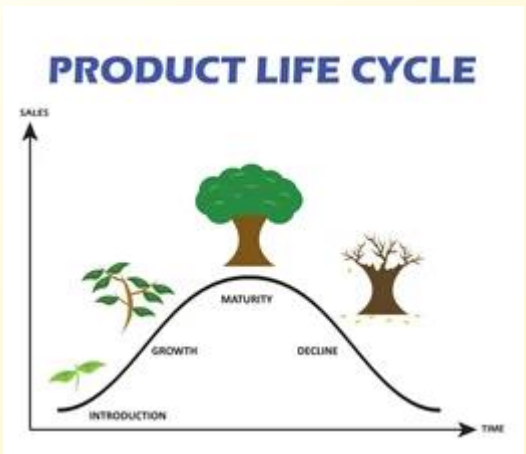 PRODUCT LIFE CYCLE
SALES
MATURITY
GROWTH
DECLINE
INTRODUCTION
TIME